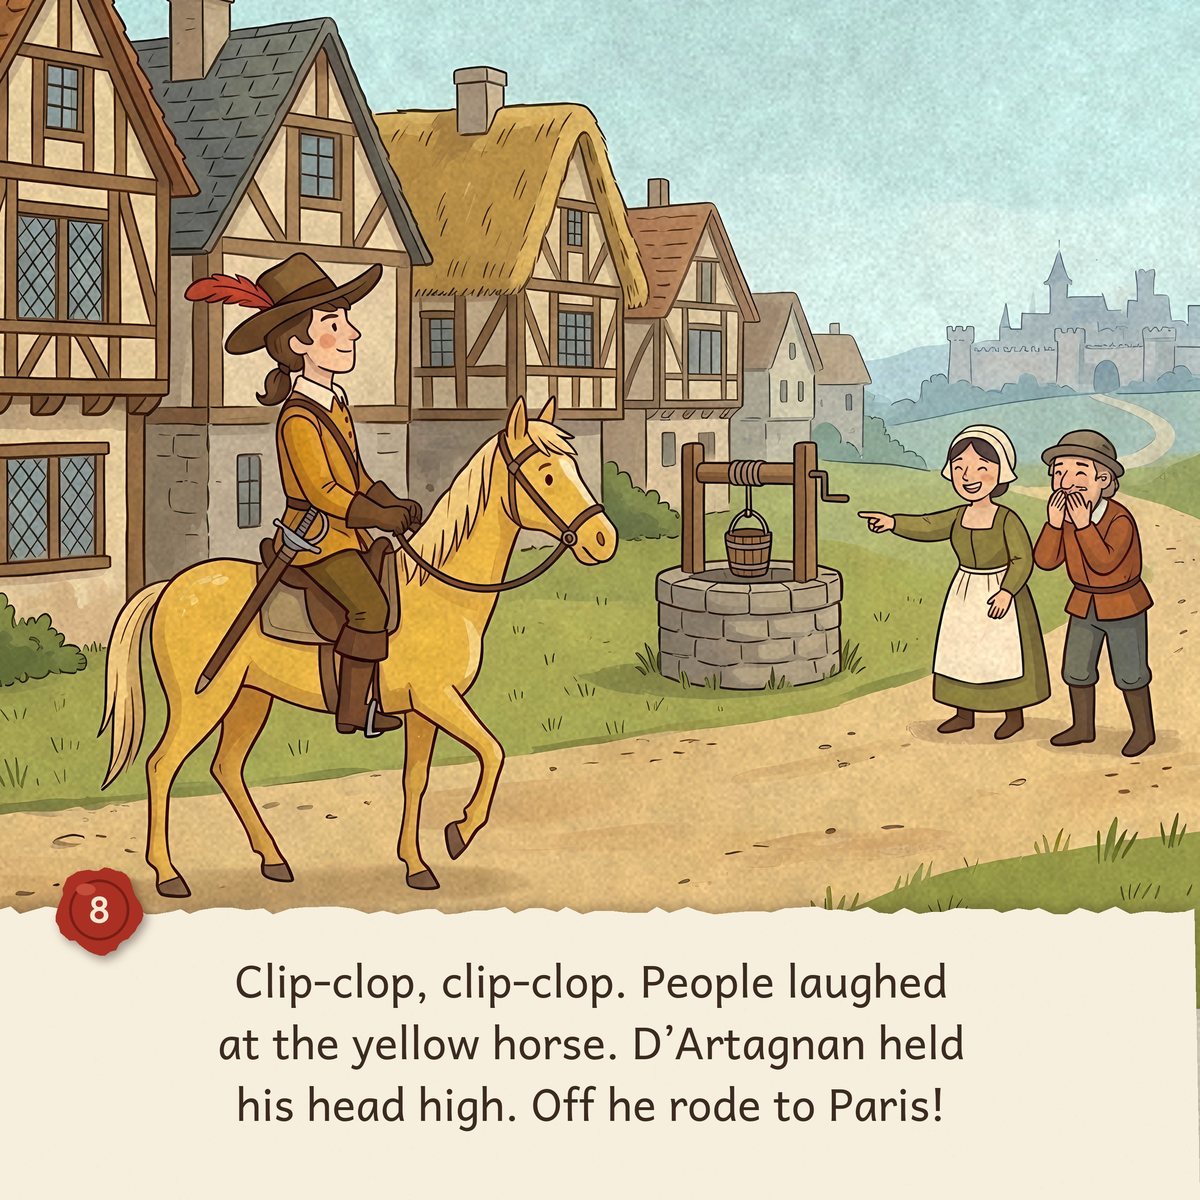 8
Clip-clop, clip-clop. People laughed
at the yellow horse. D’Artagnan held
his head high. Off he rode to Paris!